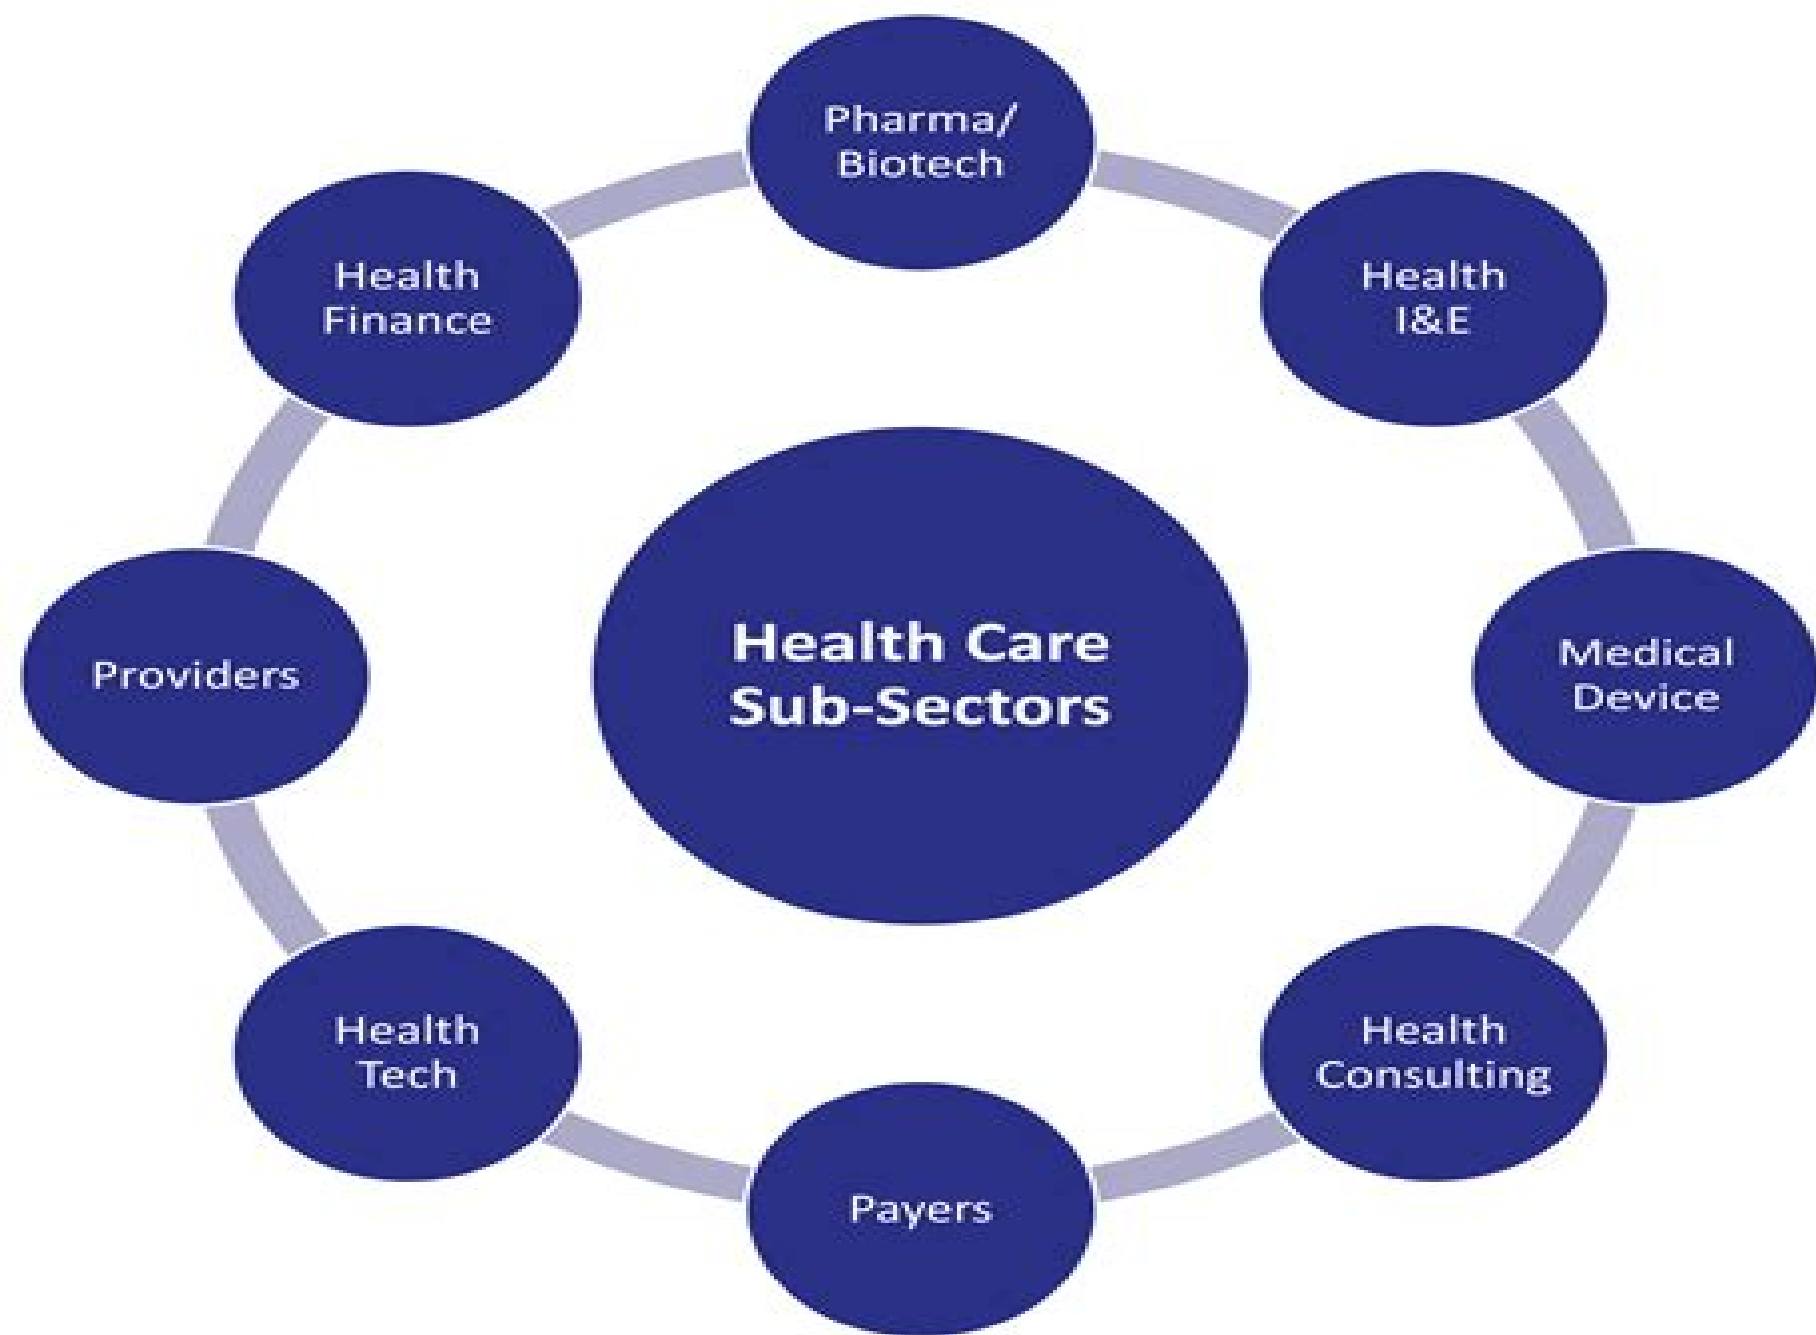 Pharma/
Biotech
Health
I&E
Medical
Device
Health
Consulting
Payers
Health
Tech
Providers
Health
Finance
Health Care
Sub-Sectors